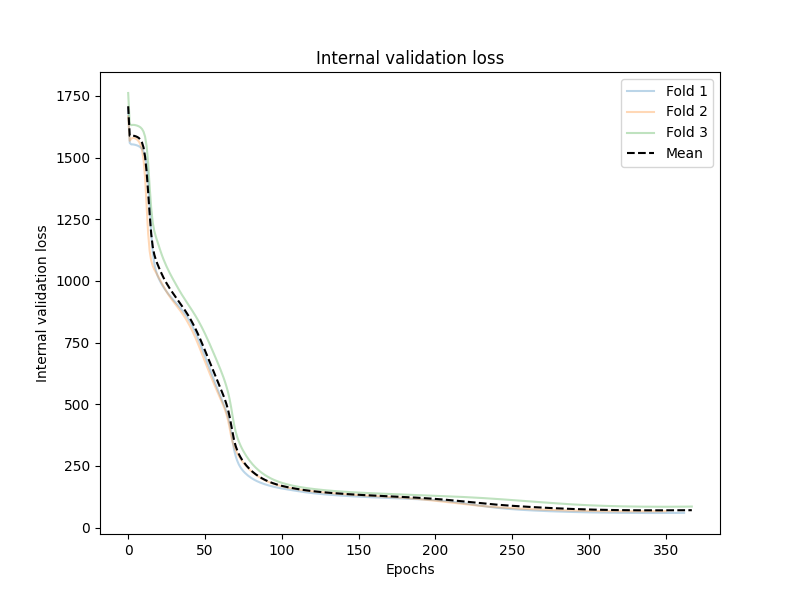 Internal validation loss
Fold 1
Fold 2
Fold 3
Mean
1750
1500
1250
1000
750
500
250
0
Internal validation loss
0 50 100 150 200 250 300 350
Epochs